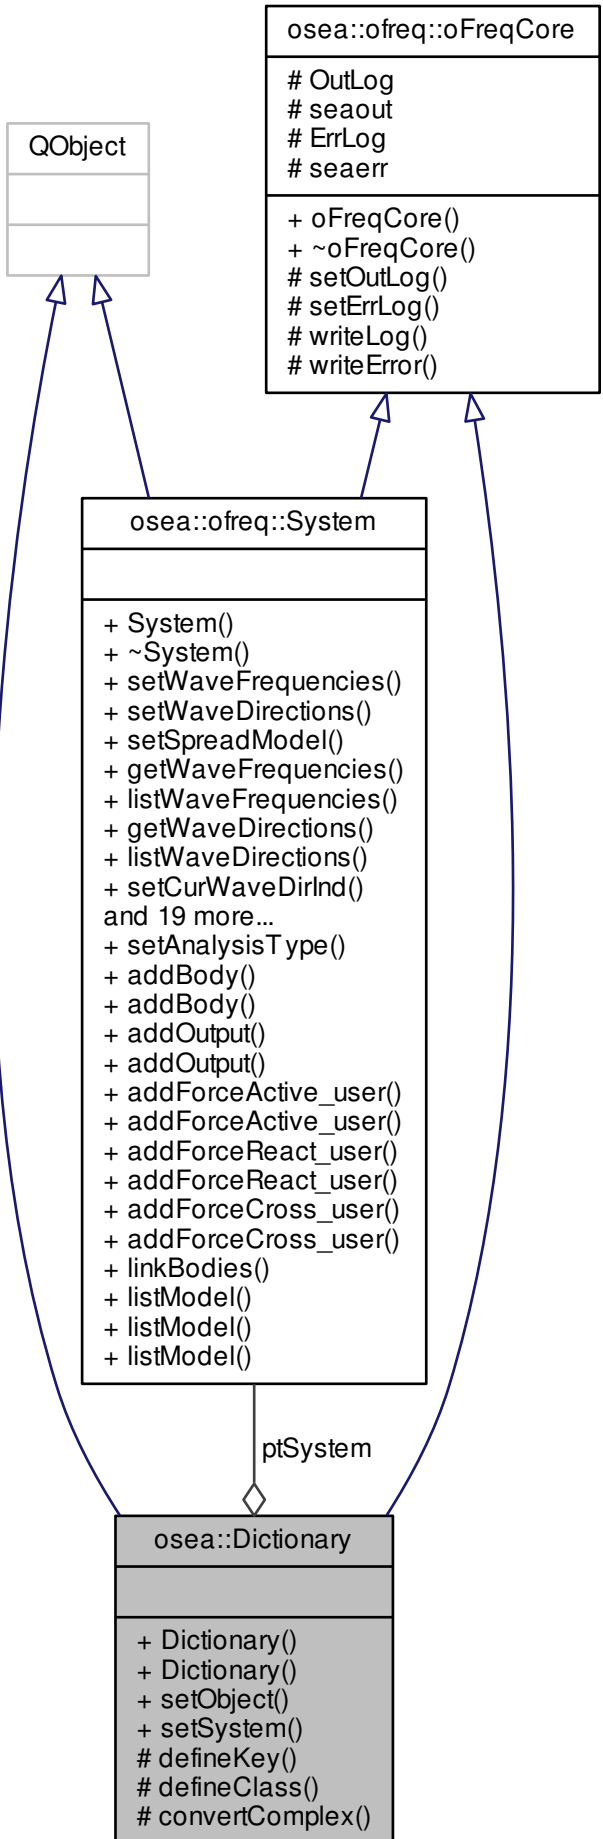 osea::ofreq::oFreqCore
# OutLog
# seaout
# ErrLog
# seaerr
+ oFreqCore()
+ ~oFreqCore()
# setOutLog()
# setErrLog()
# writeLog()
# writeError()
QObject
osea::ofreq::System
+ System()
+ ~System()
+ setWaveFrequencies()
+ setWaveDirections()
+ setSpreadModel()
+ getWaveFrequencies()
+ listWaveFrequencies()
+ getWaveDirections()
+ listWaveDirections()
+ setCurWaveDirInd()
and 19 more...
+ setAnalysisType()
+ addBody()
+ addBody()
+ addOutput()
+ addOutput()
+ addForceActive_user()
+ addForceActive_user()
+ addForceReact_user()
+ addForceReact_user()
+ addForceCross_user()
+ addForceCross_user()
+ linkBodies()
+ listModel()
+ listModel()
+ listModel()
ptSystem
osea::Dictionary
+ Dictionary()
+ Dictionary()
+ setObject()
+ setSystem()
# defineKey()
# defineClass()
# convertComplex()